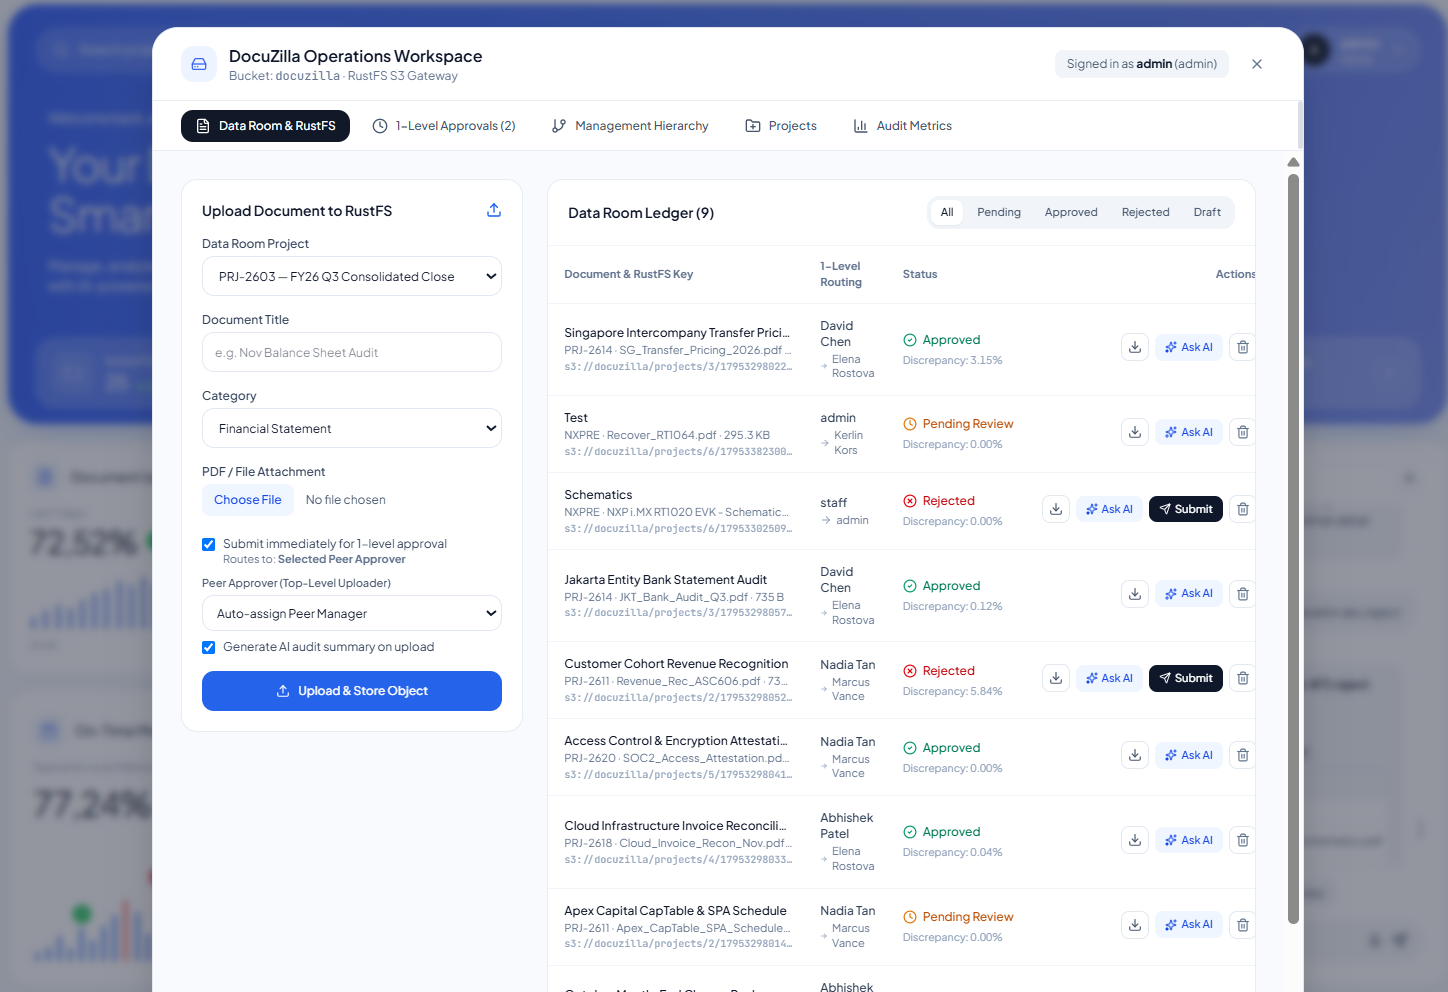 DocuZilla Operations Workspace
Bucket: docuzilla · RustFS S3 Gateway
Signed in as admin (admin)
Data Room & RustFS
1-Level Approvals (2)
Management Hierarchy
Projects
Audit Metrics
Upload Document to RustFS
Data Room Project
PRJ-2603 — FY26 Q3 Consolidated Close
Document Title
e.g. Nov Balance Sheet Audit
Category
Financial Statement
PDF / File Attachment
Choose File No file chosen
Submit immediately for 1-level approval
Routes to: Selected Peer Approver
Peer Approver (Top-Level Uploader)
Auto-assign Peer Manager
Generate AI audit summary on upload
Upload & Store Object
Data Room Ledger (9)
All Pending Approved Rejected Draft
Document & RustFS Key
1-Level
Routing
Status
Actions
Singapore Intercompany Transfer Prici…
PRJ-2614 · SG_Transfer_Pricing_2026.pdf …
s3://docuzilla/projects/3/17953298022…
David
Chen
→ Elena
Rostova
Approved
Discrepancy: 3.15%
Ask AI
Test
NXPRE · Recover_RT1064.pdf · 295.3 KB
s3://docuzilla/projects/6/17953382300…
admin
→ Kerlin
Kors
Pending Review
Discrepancy: 0.00%
Ask AI
Schematics
NXPRE · NXP i.MX RT1020 EVK - Schematic…
s3://docuzilla/projects/6/17953302509…
staff
→ admin
Rejected
Discrepancy: 0.00%
Ask AI
Submit
Jakarta Entity Bank Statement Audit
PRJ-2614 · JKT_Bank_Audit_Q3.pdf · 735 B
s3://docuzilla/projects/3/17953298057…
David
Chen
→ Elena
Rostova
Approved
Discrepancy: 0.12%
Ask AI
Customer Cohort Revenue Recognition
PRJ-2611 · Revenue_Rec_ASC606.pdf · 73…
s3://docuzilla/projects/2/17953298052…
Nadia Tan
→ Marcus
Vance
Rejected
Discrepancy: 5.84%
Ask AI
Submit
Access Control & Encryption Attestati…
PRJ-2620 · SOC2_Access_Attestation.pd…
s3://docuzilla/projects/5/17953298041…
Nadia Tan
→ Marcus
Vance
Approved
Discrepancy: 0.00%
Ask AI
Cloud Infrastructure Invoice Reconcili…
PRJ-2618 · Cloud_Invoice_Recon_Nov.pdf…
s3://docuzilla/projects/4/17953298033…
Abhishek
Patel
→ Elena
Rostova
Approved
Discrepancy: 0.04%
Ask AI
Apex Capital CapTable & SPA Schedule
PRJ-2611 · Apex_CapTable_SPA_Schedule…
s3://docuzilla/projects/2/17953298014…
Nadia Tan
→ Marcus
Vance
Pending Review
Discrepancy: 0.00%
Ask AI
Abhishek
Your
Smar
72,52%
77,24%